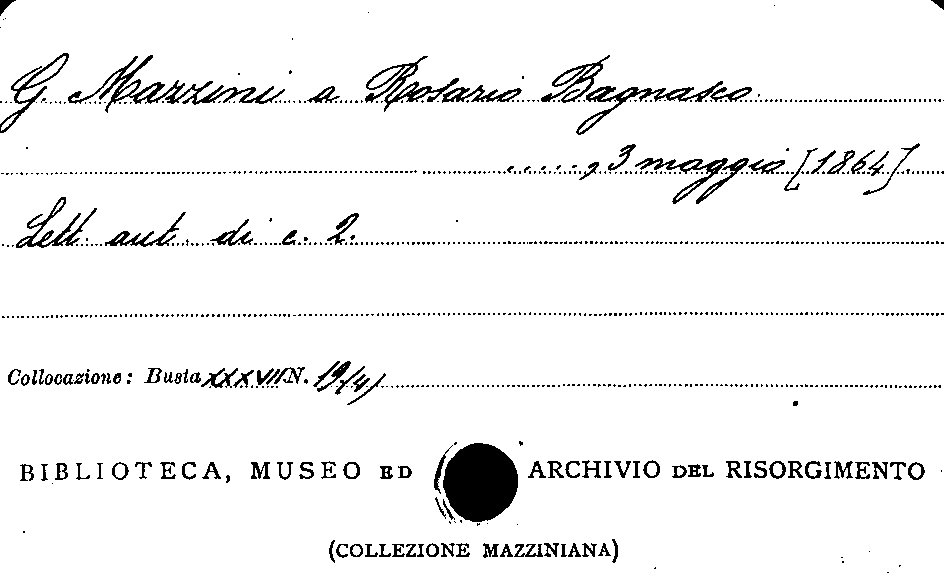 G. Mazzini a Rosario Bagnasco
....., 3 maggio [1864].
Lett. aut. di c. 2.
Collocazione: Busta XXXVII N. 19(4)
BIBLIOTECA, MUSEO ED ARCHIVIO DEL RISORGIMENTO
(COLLEZIONE MAZZINIANA)